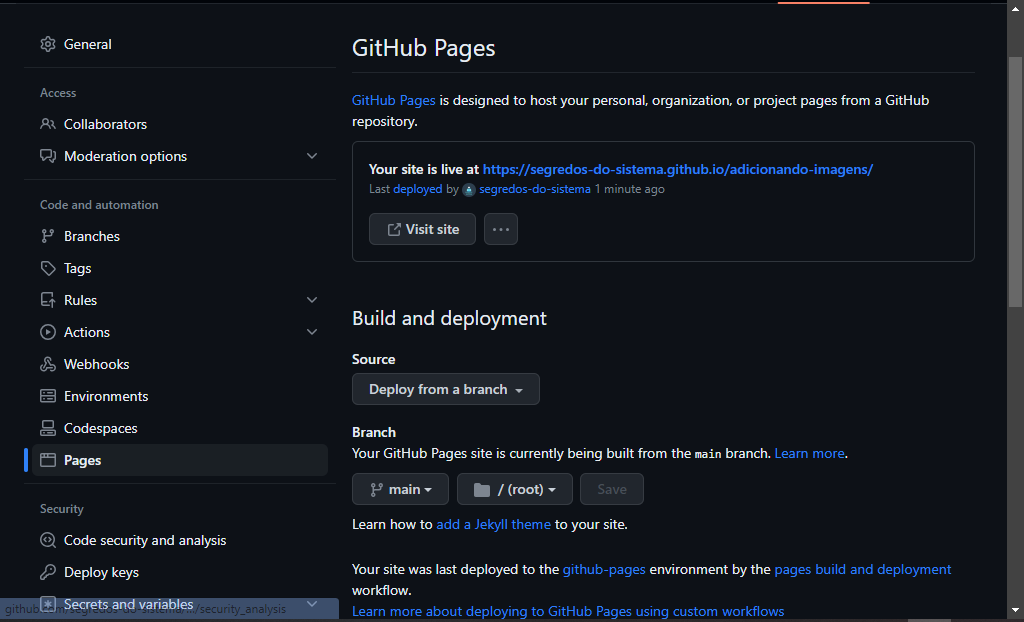 General
Access
Collaborators
Moderation options
Code and automation
Branches
Tags
Rules
Actions
Webhooks
Environments
Codespaces
Pages
Security
Code security and analysis
Deploy keys
Secrets and variables
GitHub Pages
GitHub Pages is designed to host your personal, organization, or project pages from a GitHub
repository.
Your site is live at https://segredos-do-sistema.github.io/adicionando-imagens/
Last deployed by segredos-do-sistema 1 minute ago
Visit site
Build and deployment
Source
Deploy from a branch
Branch
Your GitHub Pages site is currently being built from the main branch. Learn more.
main / (root) Save
Learn how to add a Jekyll theme to your site.
Your site was last deployed to the github-pages environment by the pages build and deployment
workflow.
Learn more about deploying to GitHub Pages using custom workflows